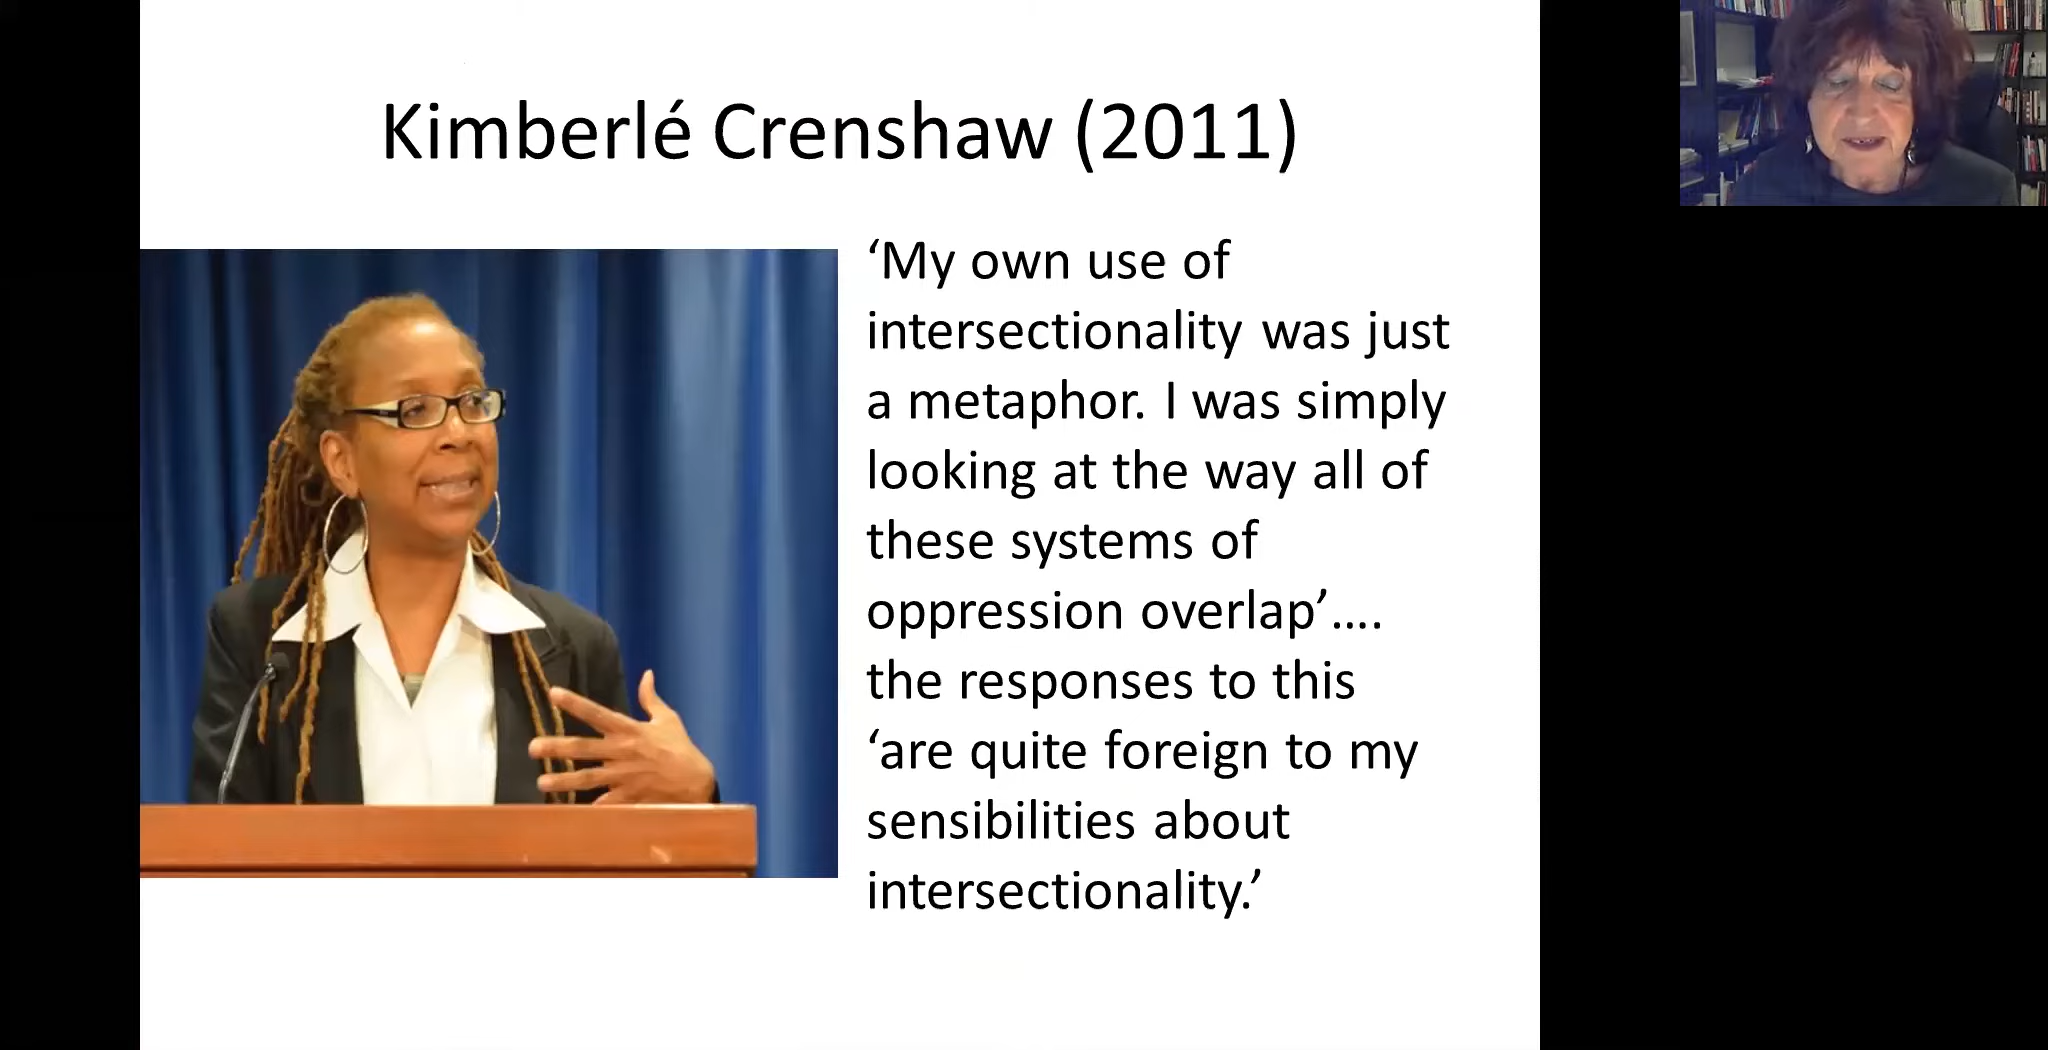 Kimberlé Crenshaw (2011)
‘My own use of
intersectionality was just
a metaphor. I was simply
looking at the way all of
these systems of
oppression overlap’….
the responses to this
‘are quite foreign to my
sensibilities about
intersectionality.’